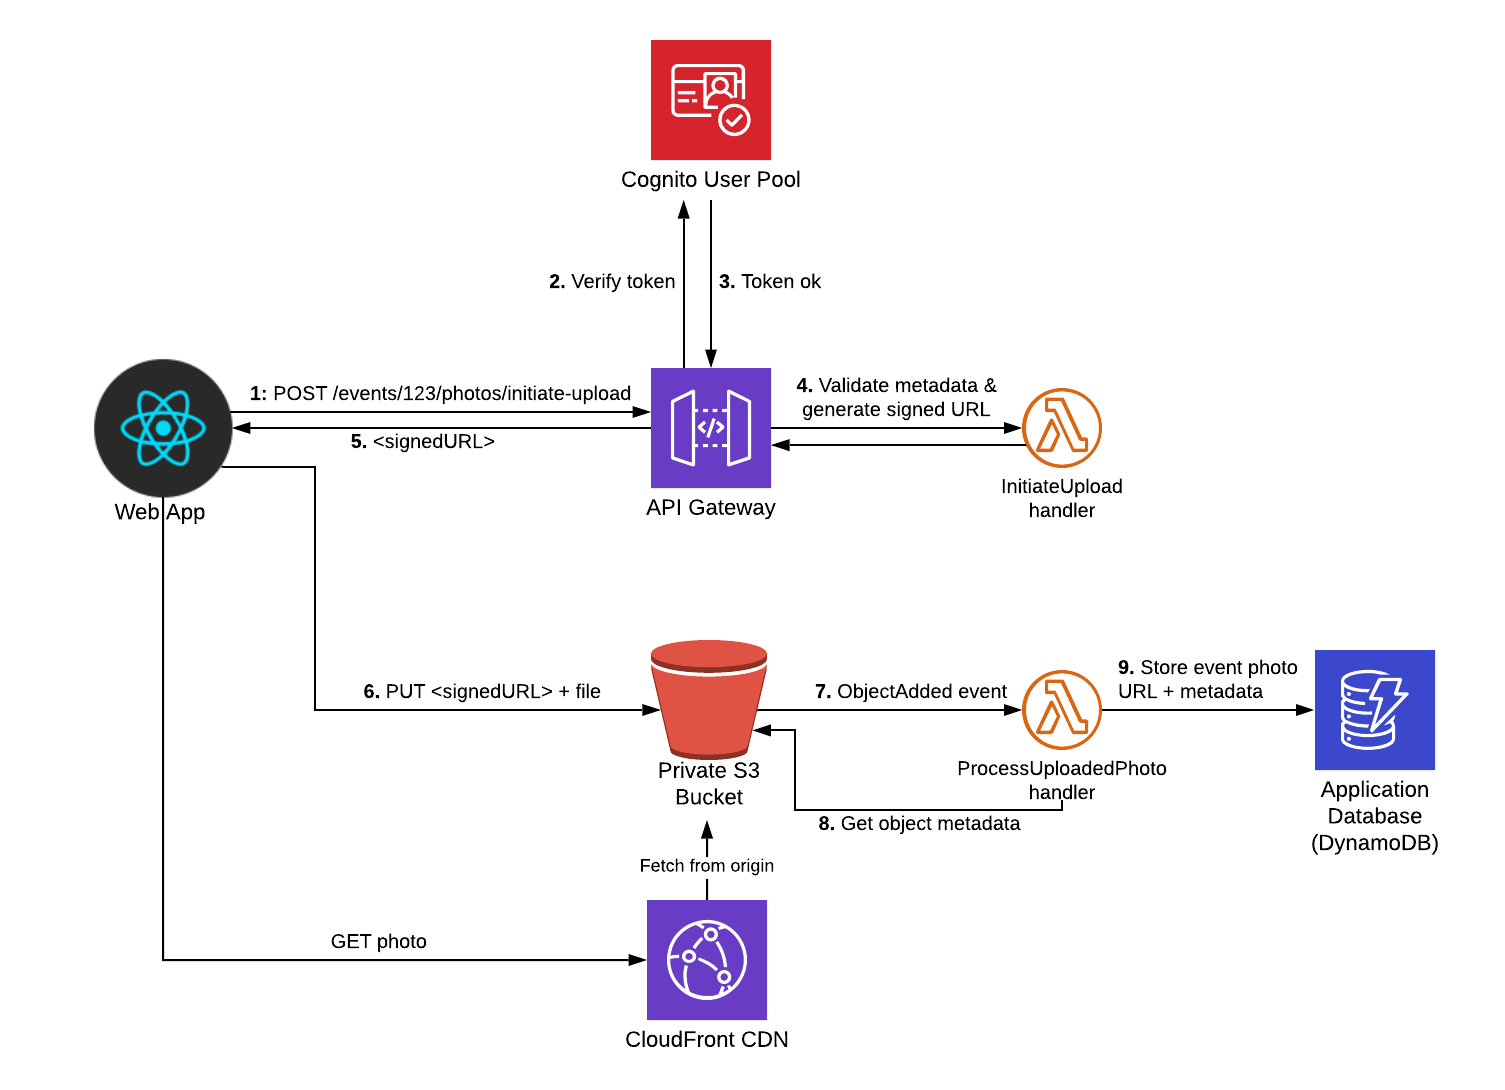 Cognito User Pool
2. Verify token
3. Token ok
1: POST /events/123/photos/initiate-upload
4. Validate metadata &
generate signed URL
5. <signedURL>
</>
Web App
API Gateway
InitiateUpload
handler
6. PUT <signedURL> + file
7. ObjectAdded event
9. Store event photo
URL + metadata
Private S3
Bucket
ProcessUploadedPhoto
handler
8. Get object metadata
Application
Database
(DynamoDB)
Fetch from origin
GET photo
CloudFront CDN